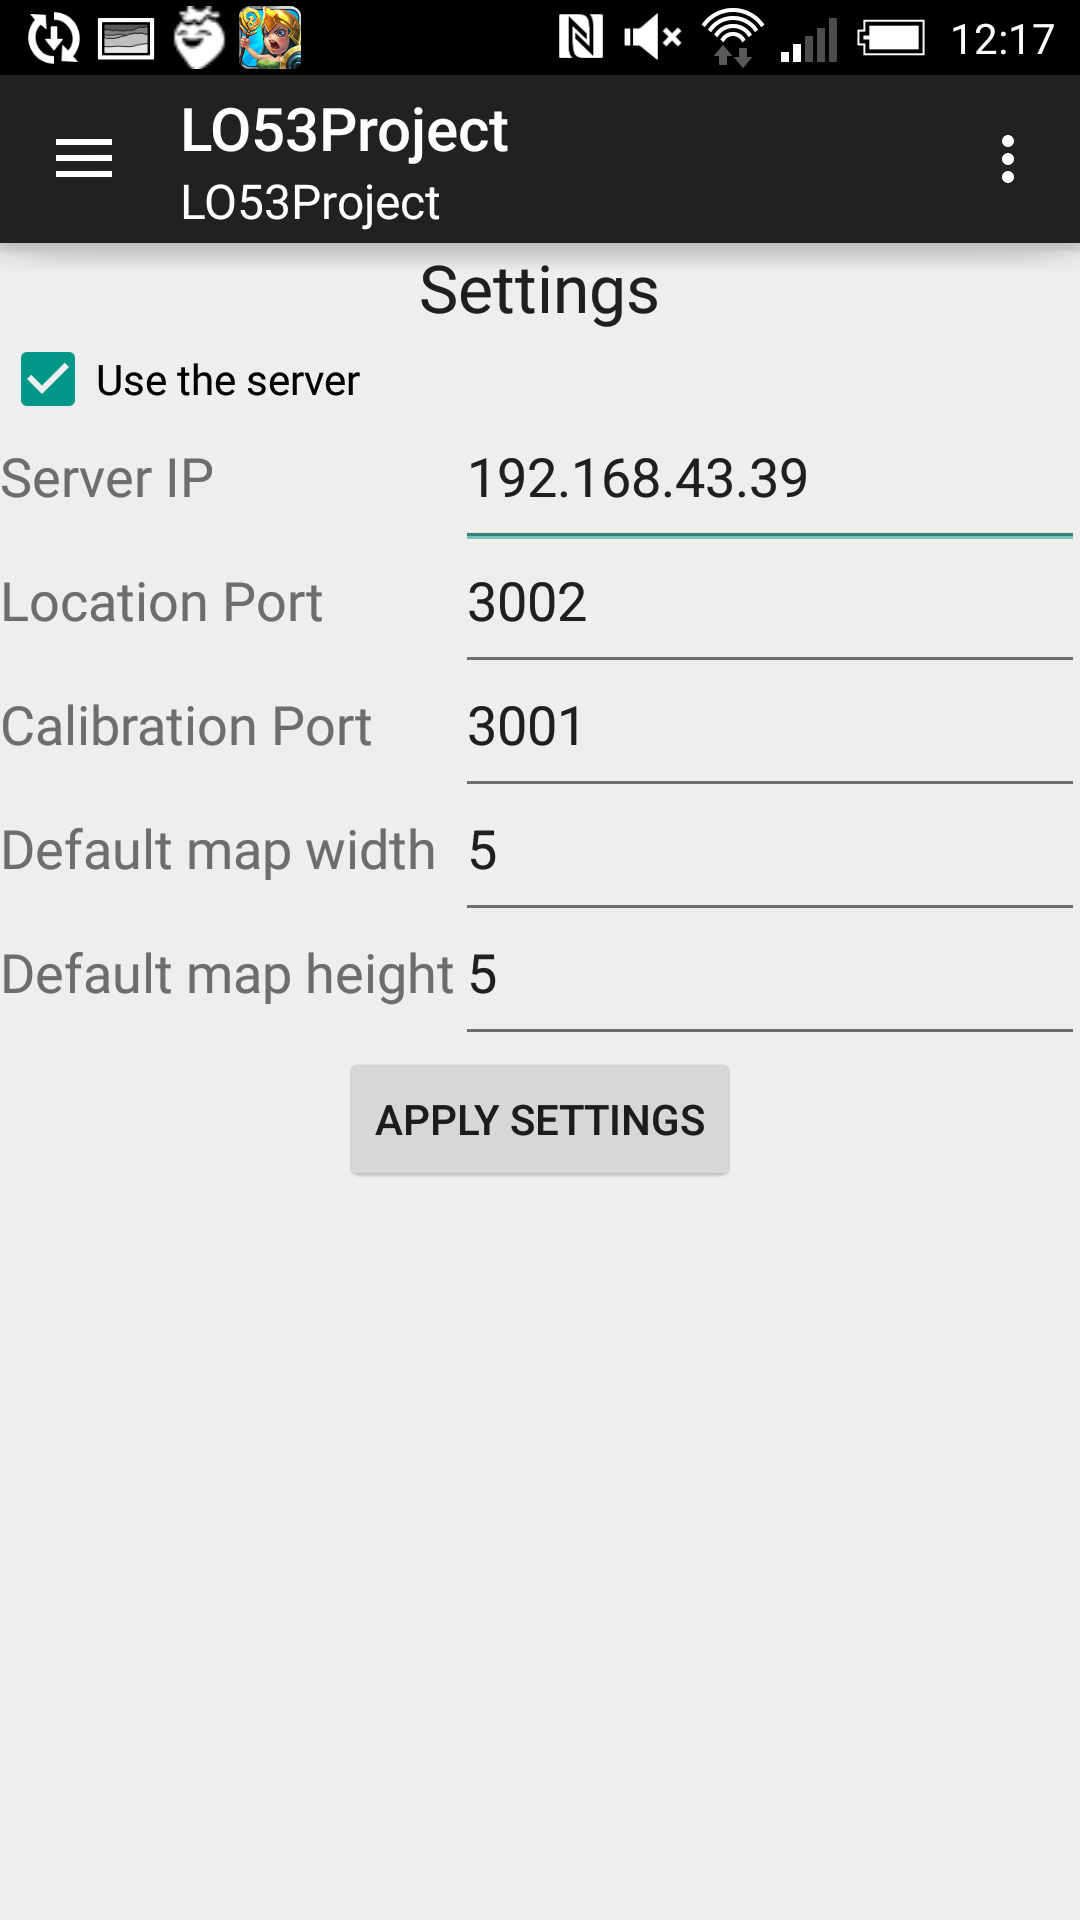 12:17
LO53Project
LO53Project
Settings
Use the server
Server IP 192.168.43.39
Location Port 3002
Calibration Port 3001
Default map width 5
Default map height 5
APPLY SETTINGS